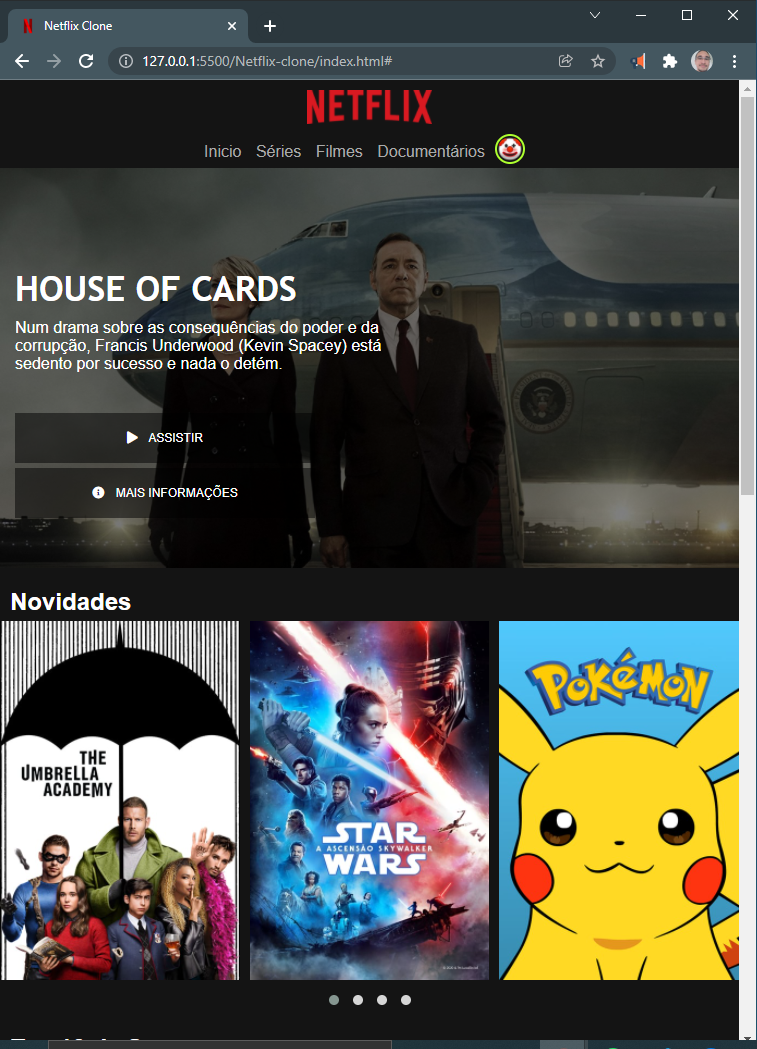 Netflix Clone
127.0.0.1:5500/Netflix-clone/index.html#
NETFLIX
Inicio Séries Filmes Documentários
HOUSE OF CARDS
Num drama sobre as consequências do poder e da
corrupção, Francis Underwood (Kevin Spacey) está
sedento por sucesso e nada o detém.
ASSISTIR
MAIS INFORMAÇÕES
Novidades
THE
UMBRELLA
ACADEMY
STAR
A ASCENSÃO SKYWALKER
WARS
POKéMON